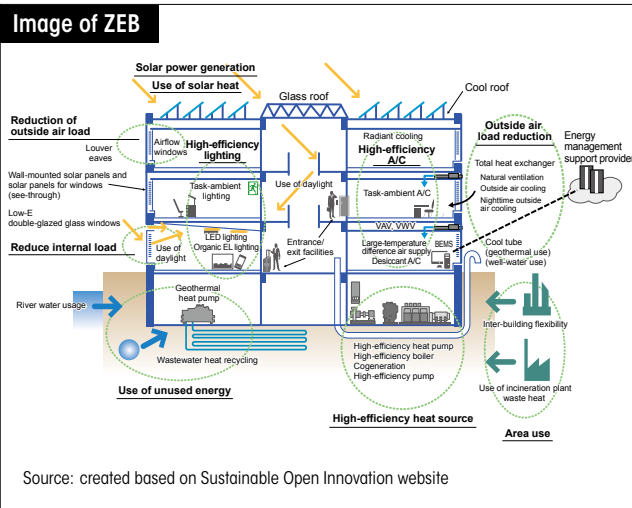 Image of ZEB
Solar power generation
Use of solar heat
Glass roof
Cool roof
Reduction of
outside air load
Louver
eaves
Airflow
windows
High-efficiency
lighting
Radiant cooling
High-efficiency
A/C
Outside air
load reduction
Energy
management
support provider
Total heat exchanger
Natural ventilation
Outside air cooling
Nighttime outside
air cooling
Wall-mounted solar panels and
solar panels for windows
(see-through)
Task-ambient
lighting
Use of daylight
Task-ambient A/C
Low-E
double-glazed glass windows
Reduce internal load
Use of
daylight
LED lighting
Organic EL lighting
Entrance/
exit facilities
VAV, VWV
Large-temperature
difference air supply
Desiccant A/C
BEMS
Cool tube
(geothermal use)
(well-water use)
River water usage
Geothermal
heat pump
Wastewater heat recycling
Use of unused energy
High-efficiency heat pump
High-efficiency boiler
Cogeneration
High-efficiency pump
High-efficiency heat source
Inter-building flexibility
Use of incineration plant
waste heat
Area use
Source: created based on Sustainable Open Innovation website